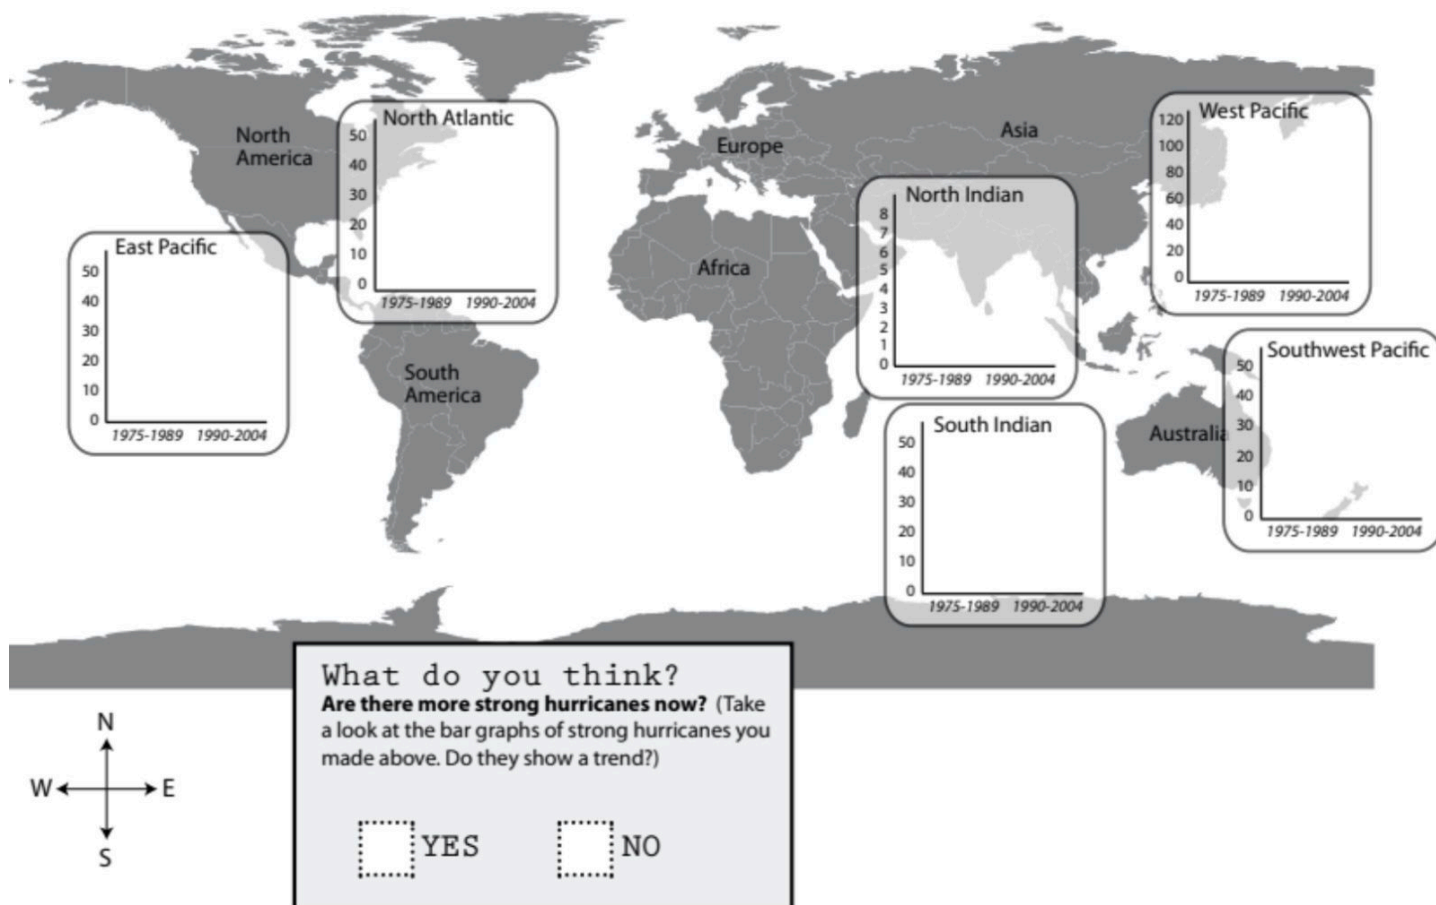 North
America
North Atlantic
50
40
30
20
10
0
1975-1989 1990-2004
East Pacific
50
40
30
20
10
0
1975-1989 1990-2004
South
America
Europe
Africa
Asia
North Indian
8
7
6
5
4
3
2
1
0
1975-1989 1990-2004
West Pacific
120
100
80
60
40
20
0
1975-1989 1990-2004
South Indian
50
40
30
20
10
0
1975-1989 1990-2004
Australia
Southwest Pacific
50
40
30
20
10
0
1975-1989 1990-2004
What do you think?
Are there more strong hurricanes now? (Take
a look at the bar graphs of strong hurricanes you
made above. Do they show a trend?)
YES NO
N
W E
S